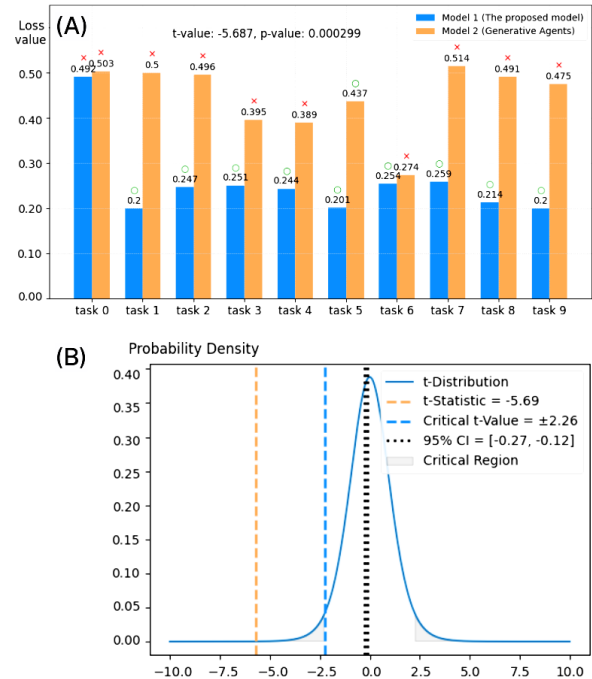 (A)
Loss
value
t-value: -5.687, p-value: 0.000299
Model 1 (The proposed model)
Model 2 (Generative Agents)
0.50
0.40
0.30
0.20
0.10
0.00
0.492
0.503
0.2
0.5
0.247
0.496
0.251
0.395
0.244
0.389
0.201
0.437
0.254
0.274
0.259
0.514
0.214
0.491
0.2
0.475
task 0 task 1 task 2 task 3 task 4 task 5 task 6 task 7 task 8 task 9
(B)
Probability Density
t-Distribution
t-Statistic = -5.69
Critical t-Value = ±2.26
95% CI = [-0.27, -0.12]
Critical Region
0.40
0.35
0.30
0.25
0.20
0.15
0.10
0.05
0.00
−10.0 −7.5 −5.0 −2.5 0.0 2.5 5.0 7.5 10.0